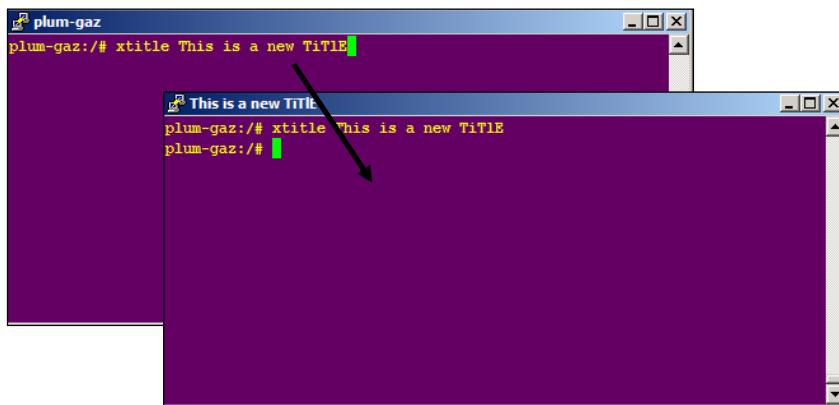 plum-gaz
plum-gaz:/# xtitle This is a new TiTlE
This is a new TiTlE
plum-gaz:/# xtitle This is a new TiTlE
plum-gaz:/#